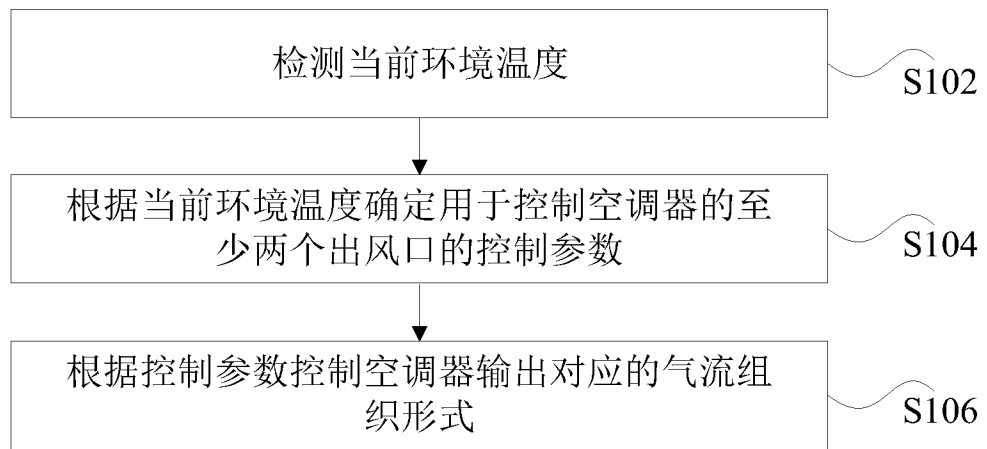 检测当前环境温度
S102
根据当前环境温度确定用于控制空调器的至
少两个出风口的控制参数
S104
根据控制参数控制空调器输出对应的气流组
织形式
S106